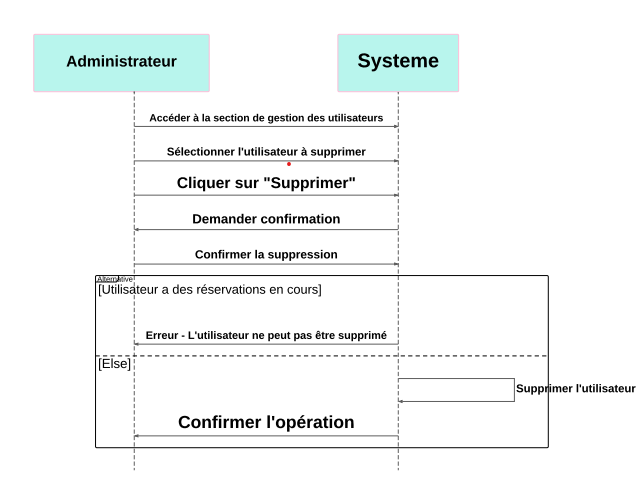 Administrateur
Systeme
Accéder à la section de gestion des utilisateurs
Sélectionner l'utilisateur à supprimer
Cliquer sur "Supprimer"
Demander confirmation
Confirmer la suppression
Alternative
[Utilisateur a des réservations en cours]
Erreur - L'utilisateur ne peut pas être supprimé
[Else]
Supprimer l'utilisateur
Confirmer l'opération